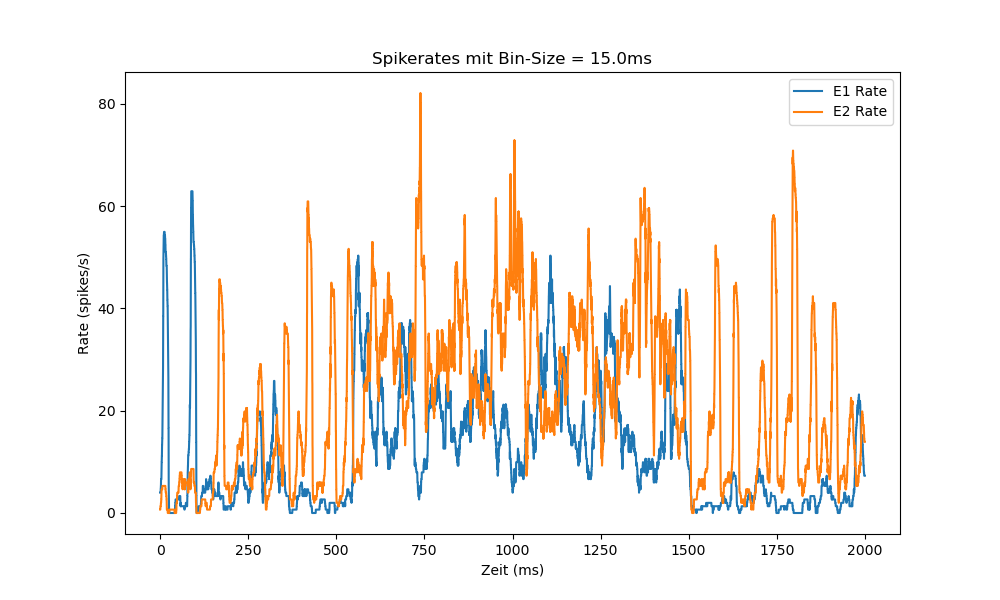 Spikerates mit Bin-Size = 15.0ms
E1 Rate
E2 Rate
Rate (spikes/s)
80
60
40
20
0
0 250 500 750 1000 1250 1500 1750 2000
Zeit (ms)